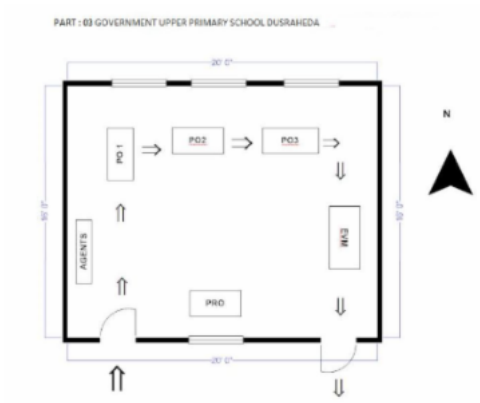 PART : 03 GOVERNMENT UPPER PRIMARY SCHOOL DUSRAHEDA
20' 0"
N
PO 1
PO2
PO3
AGENTS
EVM
PRO
20' 0"